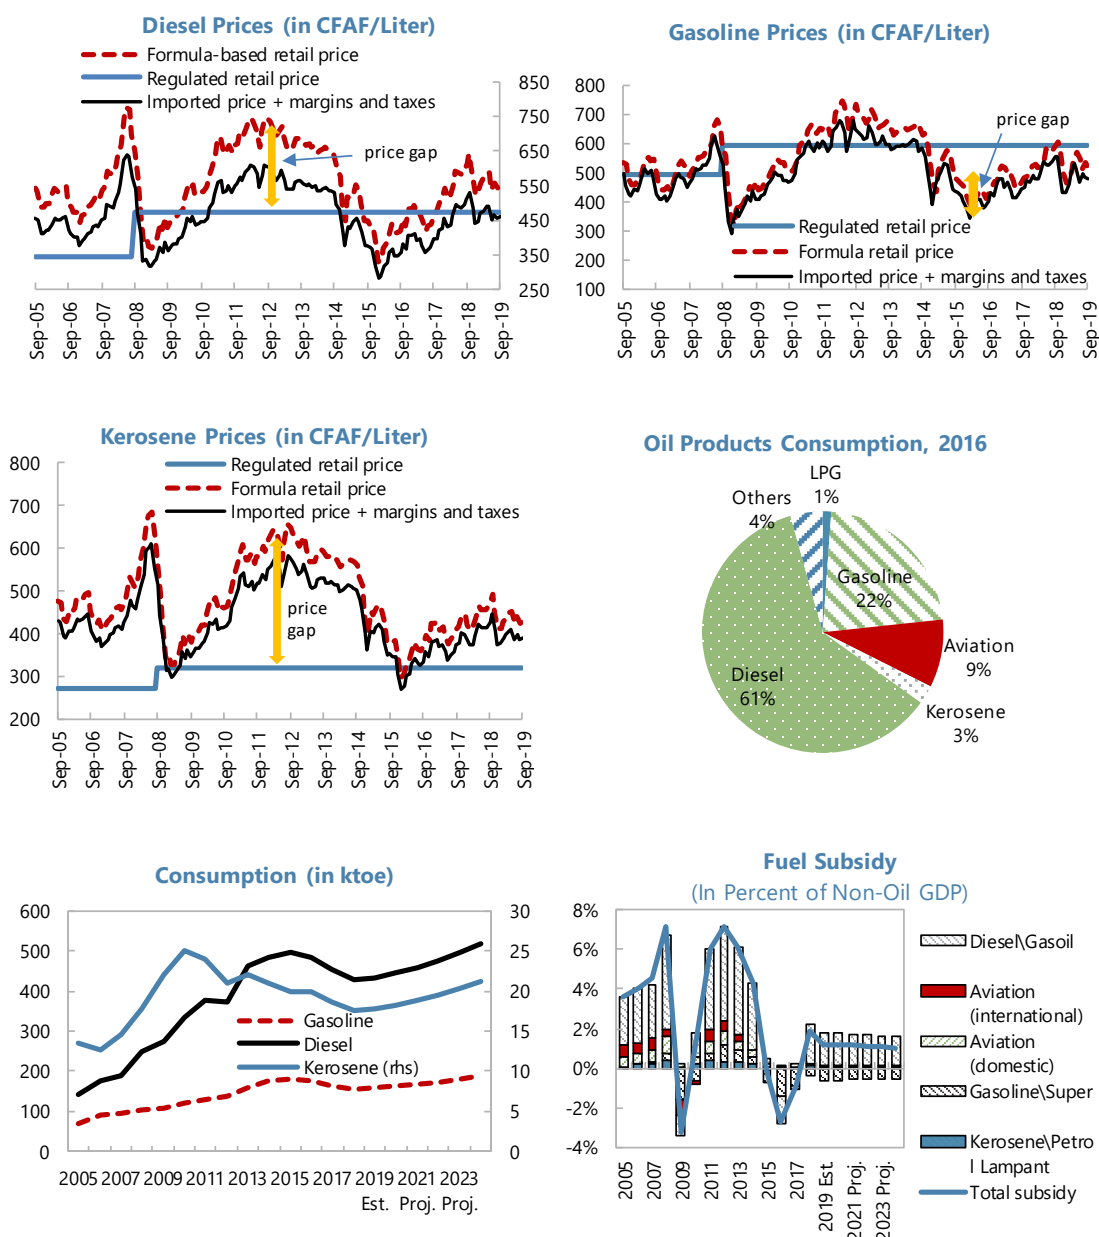 Diesel Prices (in CFAF/Liter)
Formula-based retail price
Regulated retail price
Imported price + margins and taxes
850
750
650
550
450
350
250
price gap
Sep-05
Sep-06
Sep-07
Sep-08
Sep-09
Sep-10
Sep-11
Sep-12
Sep-13
Sep-14
Sep-15
Sep-16
Sep-17
Sep-18
Sep-19
Gasoline Prices (in CFAF/Liter)
800
700
600
500
400
300
200
100
price gap
Regulated retail price
Formula retail price
Imported price + margins and taxes
Sep-05
Sep-06
Sep-07
Sep-08
Sep-09
Sep-10
Sep-11
Sep-12
Sep-13
Sep-14
Sep-15
Sep-16
Sep-17
Sep-18
Sep-19
Kerosene Prices (in CFAF/Liter)
800
700
600
500
400
300
200
Regulated retail price
Formula retail price
Imported price + margins and taxes
price
gap
Sep-05
Sep-06
Sep-07
Sep-08
Sep-09
Sep-10
Sep-11
Sep-12
Sep-13
Sep-14
Sep-15
Sep-16
Sep-17
Sep-18
Sep-19
Oil Products Consumption, 2016
LPG
1%
Others
4%
Gasoline
22%
Aviation
9%
Diesel
61%
Kerosene
3%
Consumption (in ktoe)
600
500
400
300
200
100
0
30
25
20
15
10
5
0
Gasoline
Diesel
Kerosene (rhs)
2005 2007 2009 2011 2013 2015 2017 2019 2021 2023
Est. Proj. Proj.
Fuel Subsidy
(In Percent of Non-Oil GDP)
8%
6%
4%
2%
0%
-2%
-4%
2005
2007
2009
2011
2013
2015
2017
2019 Est.
2021 Proj.
2023 Proj.
Diesel\Gasoil
Aviation
(international)
Aviation
(domestic)
Gasoline\Super
Kerosene\Petro
l Lampant
Total subsidy